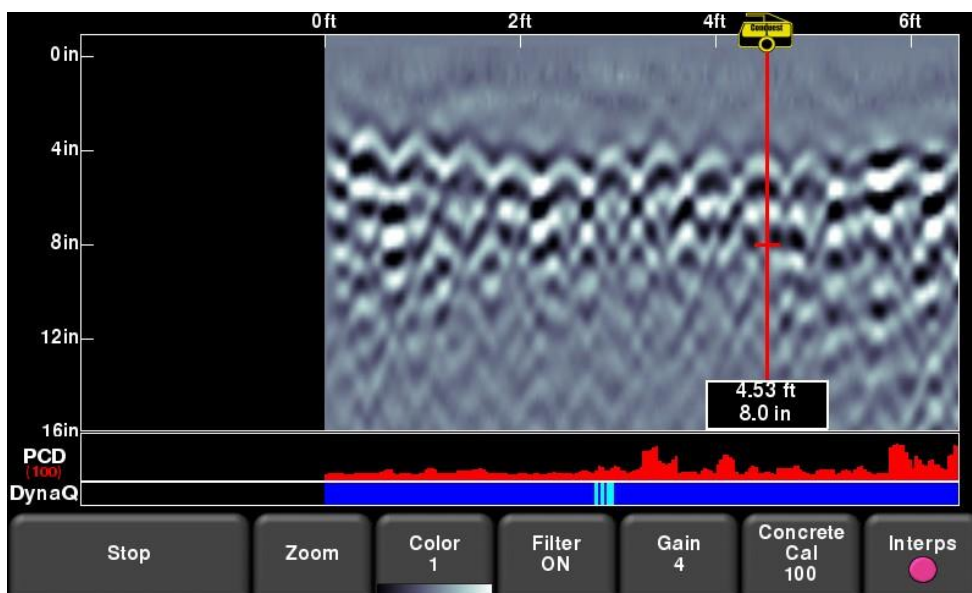 0ft 2ft 4ft 6ft
Conquest
0in
4in
8in
12in
16in
4.53 ft
8.0 in
PCD
(100)
DynaQ
Stop
Zoom
Color
1
Filter
ON
Gain
4
Concrete
Cal
100
Interps